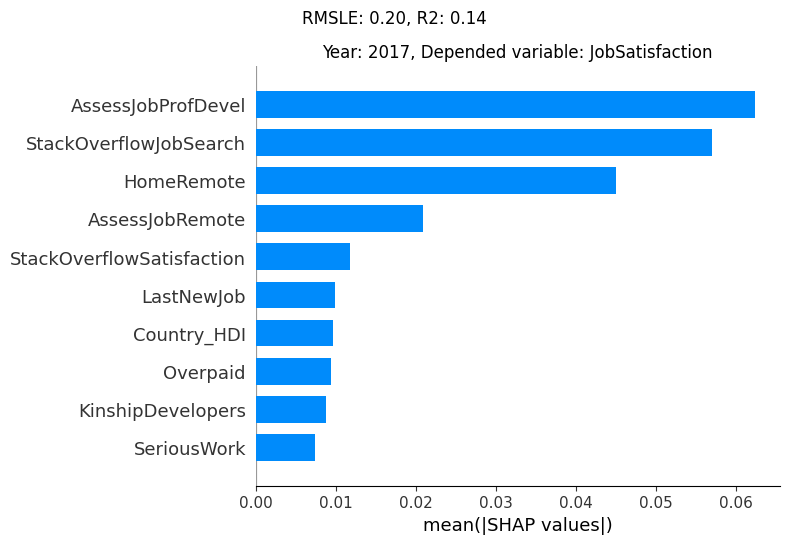 RMSLE: 0.20, R2: 0.14
Year: 2017, Depended variable: JobSatisfaction
AssessJobProfDevel
StackOverflowJobSearch
HomeRemote
AssessJobRemote
StackOverflowSatisfaction
LastNewJob
Country_HDI
Overpaid
KinshipDevelopers
SeriousWork
0.00 0.01 0.02 0.03 0.04 0.05 0.06
mean(|SHAP values|)